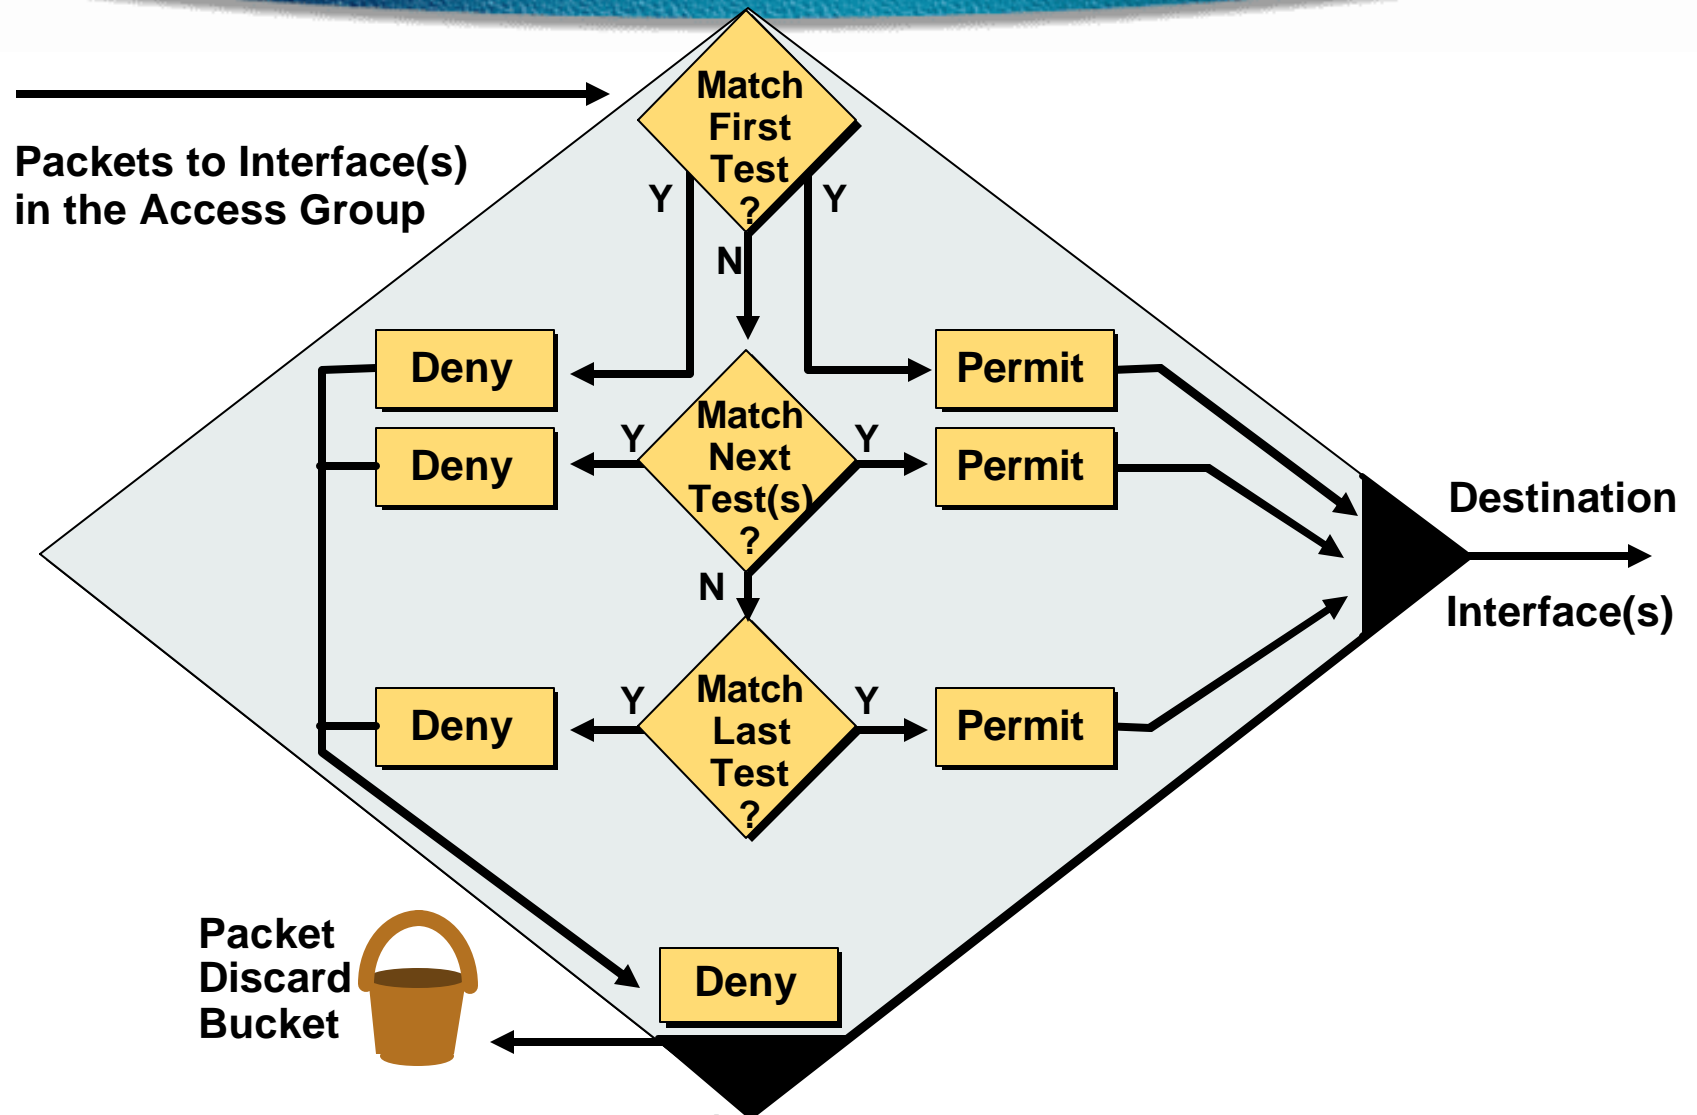 Match
First
Test
?
Packets to Interface(s)
in the Access Group
Y
Y
N
Deny
Permit
Match
Next
Test(s)
?
Y
Y
Deny
Permit
N
Destination
Interface(s)
Match
Last
Test
?
Y
Y
Deny
Permit
Packet
Discard
Bucket
Deny